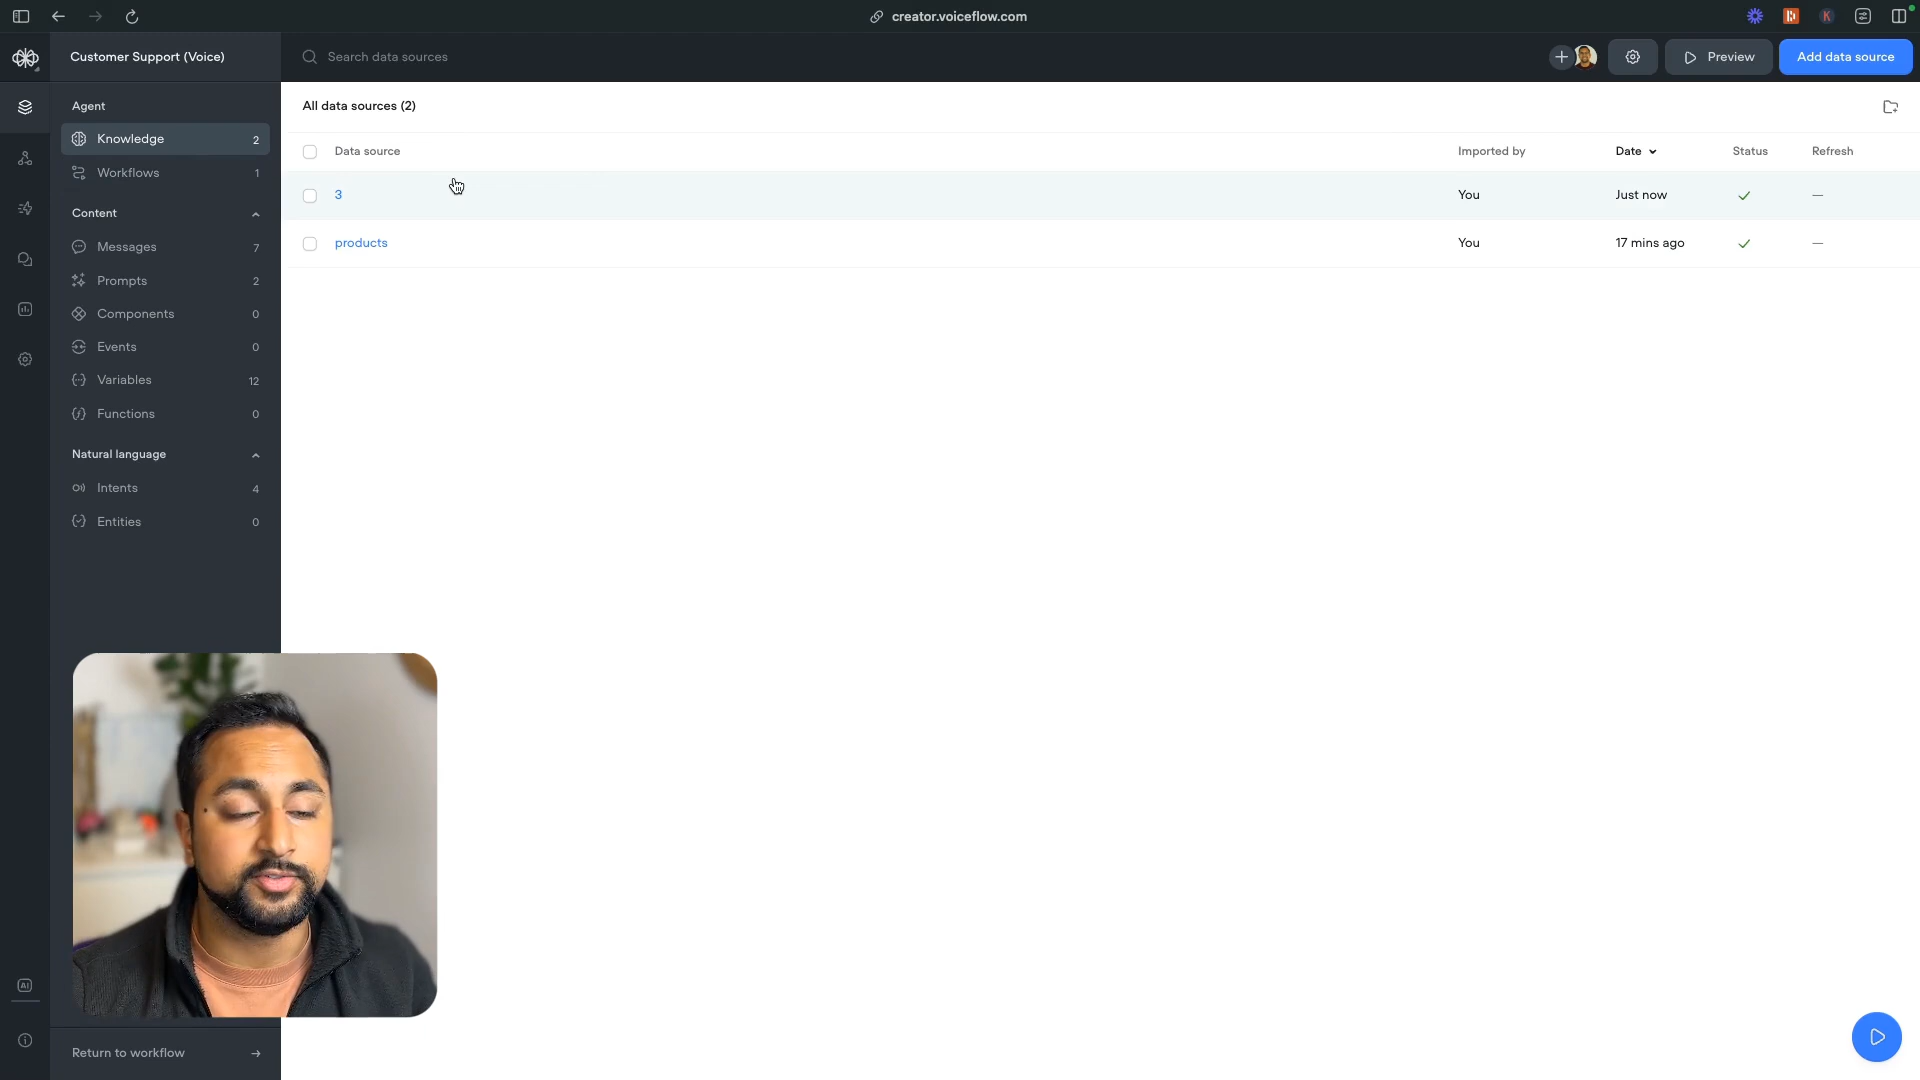 creator.voiceflow.com
K
Customer Support (Voice)
Search data sources
Preview
Add data source
Agent
Knowledge 2
Workflows 1
Content
Messages 7
Prompts 2
Components 0
Events 0
Variables 12
Functions 0
Natural language
Intents 4
Entities 0
All data sources (2)
Data source Imported by Date Status Refresh
3 You Just now —
products You 17 mins ago —
AI
Return to workflow